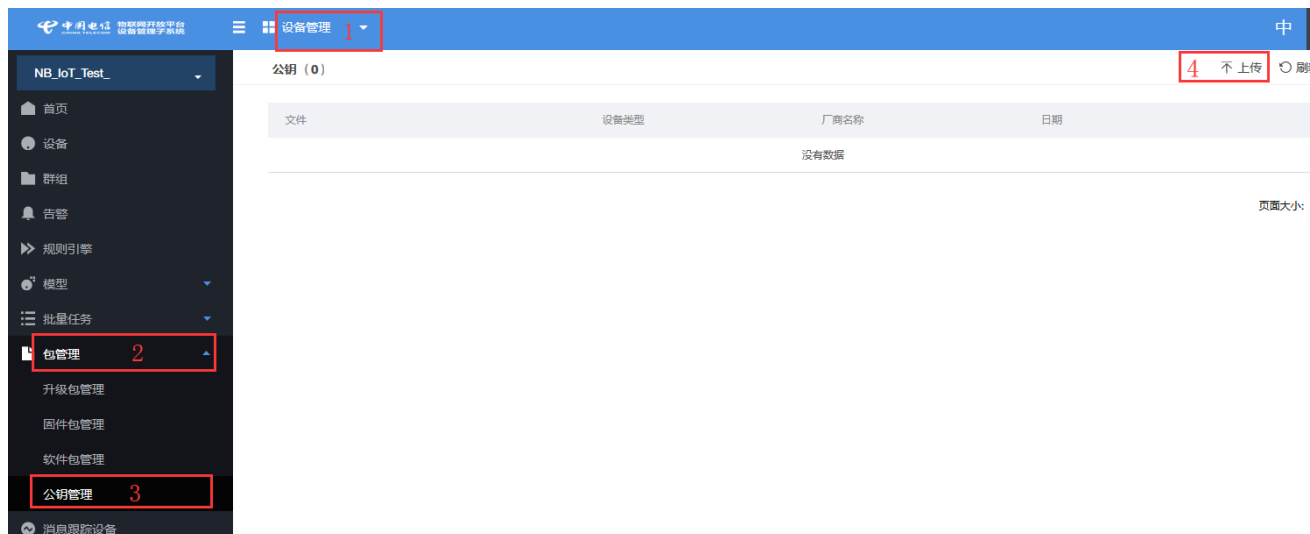 中国电信 物联网开放平台
CHINA TELECOM 设备管理子系统
设备管理 1
中
NB_IoT_Test_
公钥（0）
4 上传
首页
文件 设备类型 厂商名称 日期
设备
没有数据
群组
告警
页面大小:
规则引擎
模型
批量任务
包管理 2
升级包管理
固件包管理
软件包管理
公钥管理 3
消息跟踪设备